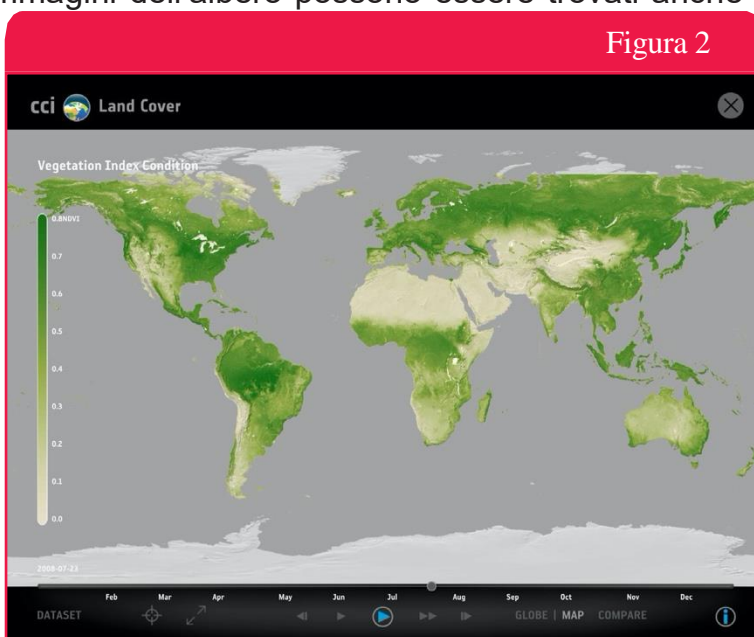 mmagini dell'albero possono essere trovati anche
Figura 2
cci Land Cover
Vegetation Index Condition
0.8NDVI
0.7
0.6
0.5
0.4
0.3
0.2
0.1
0.0
2008-07-23
Feb Mar Apr May Jun Jul Aug Sep Oct Nov Dec
DATASET GLOBE | MAP COMPARE